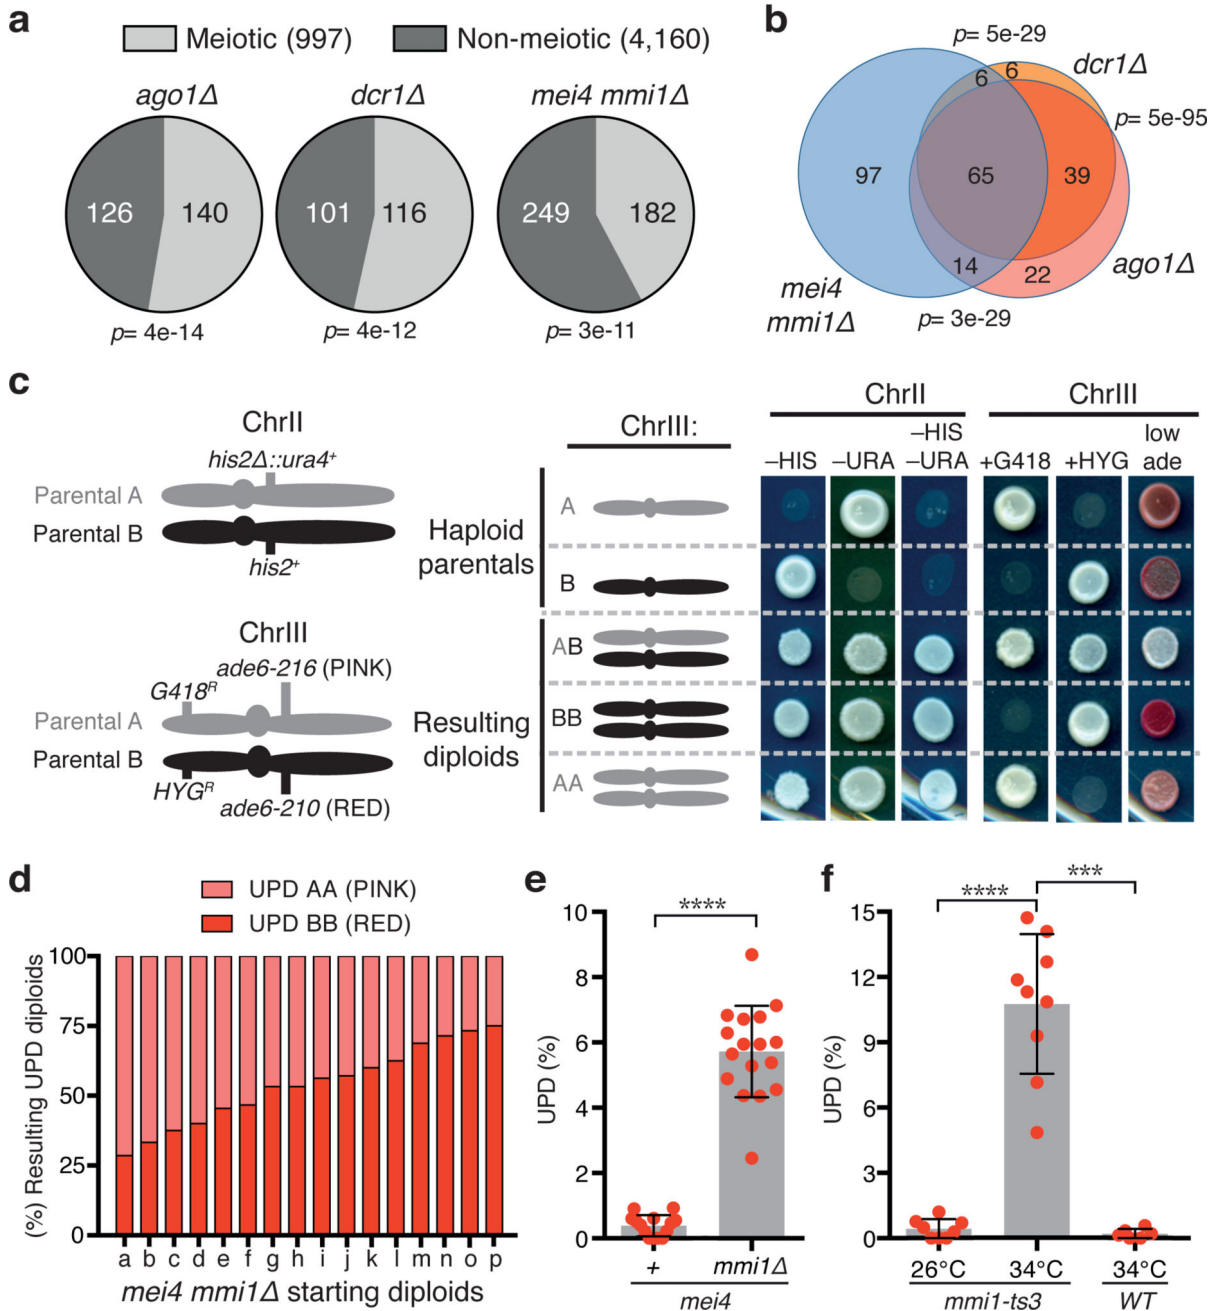 a
Meiotic (997) Non-meiotic (4,160)
ago1Δ dcr1Δ mei4 mmi1Δ
126 140 101 116 249 182
p= 4e-14 p= 4e-12 p= 3e-11
b
p= 5e-29
dcr1Δ
6 6
p= 5e-95
97 65 39
14 22
ago1Δ
mei4
mmi1Δ
p= 3e-29
c
ChrII
his2Δ::ura4+
Parental A
Parental B
his2+
ChrIII
ade6-216 (PINK)
G418R
Parental A
Parental B
HYGR
ade6-210 (RED)
ChrIII:
Haploid
parentals
A
B
Resulting
diploids
AB
BB
AA
ChrII ChrIII
–HIS –URA –HIS
–URA +G418 +HYG low
ade
d
UPD AA (PINK)
UPD BB (RED)
(%) Resulting UPD diploids
100
75
50
25
0
a b c d e f g h i j k l m n o p
mei4 mmi1Δ starting diploids
e
****
UPD (%)
10
8
6
4
2
0
+ mmi1Δ
mei4
f
**** ***
UPD (%)
15
12
9
6
3
0
26°C 34°C 34°C
mmi1-ts3 WT